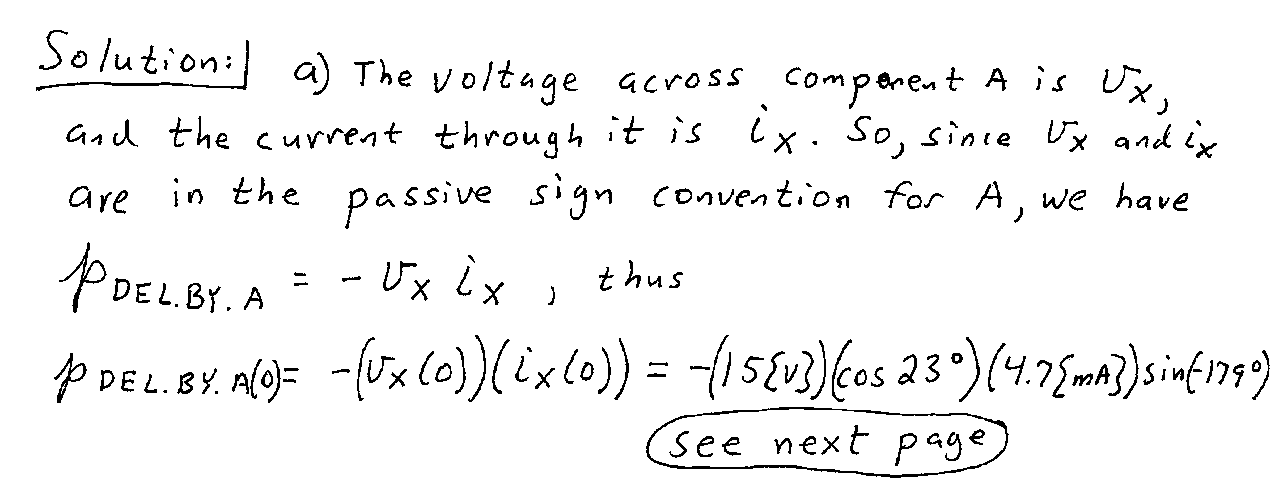 Solution: a) The voltage across component A is vx,
and the current through it is ix. So, since vx and ix
are in the passive sign convention for A, we have
PDEL.BY.A = - vx ix, thus
PDEL.BY.A(0)= -(vx(0))(ix(0)) = -(15{v})(cos 23°)(4.7{mA})sin(-179°)
see next page